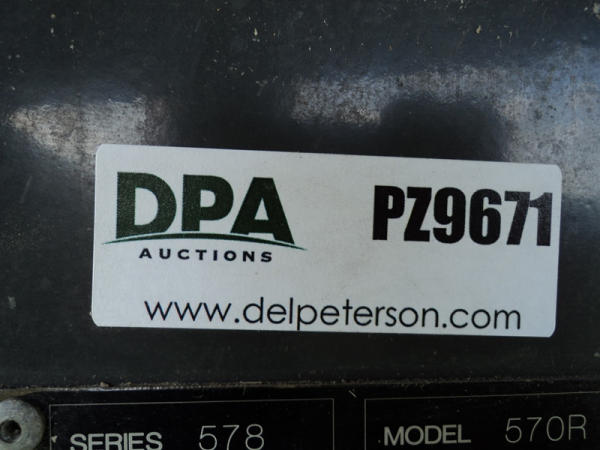 DPA
AUCTIONS
PZ9671
www.delpeterson.com
SERIES 578
MODEL 570R